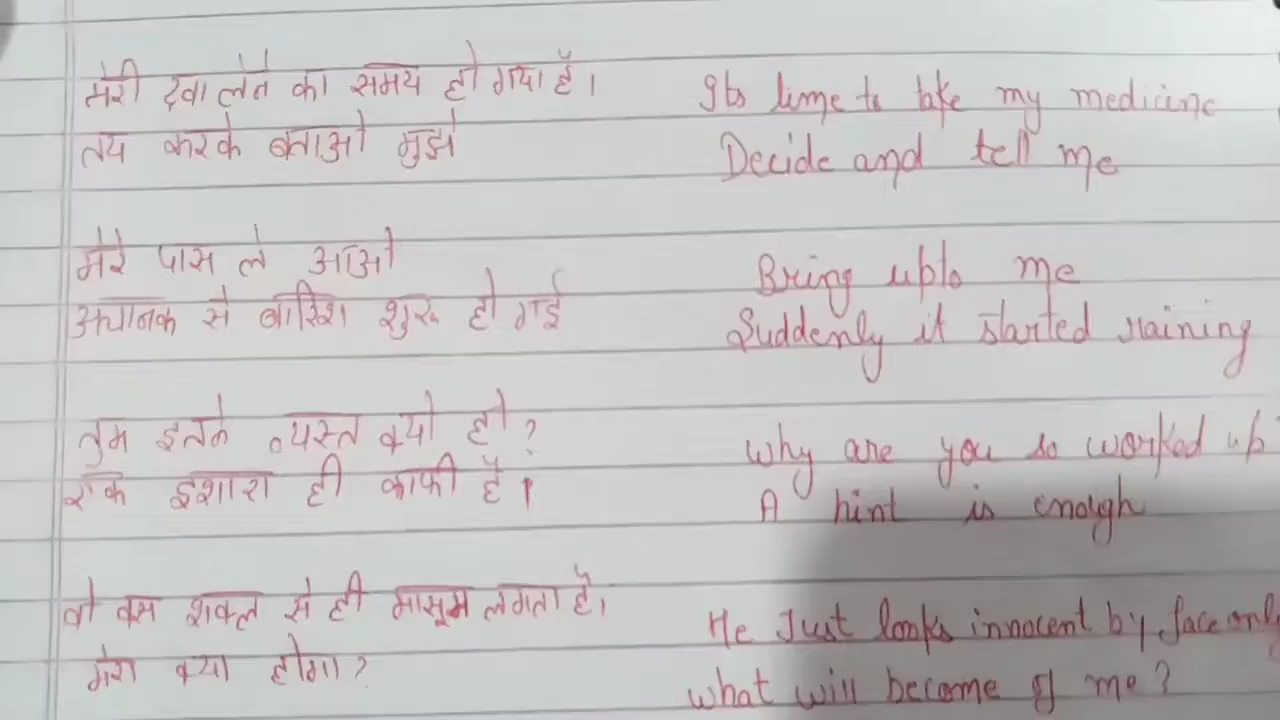 मेरी दवा लेने का समय हो गया है। Its time to take my medicine
तय करके बताओ मुझे Decide and tell me
मेरे पास ले आओ Bring upto me
अचानक से बारिश शुरू हो गई Suddenly it started raining
तुम इतने व्यस्त क्यो हो? Why are you so worked up
एक इशारा ही काफी है। A hint is enough
वो बस शक्ल से ही मासूम लगता है। He Just looks innocent by face only
मेरा क्या होगा? what will become of me?